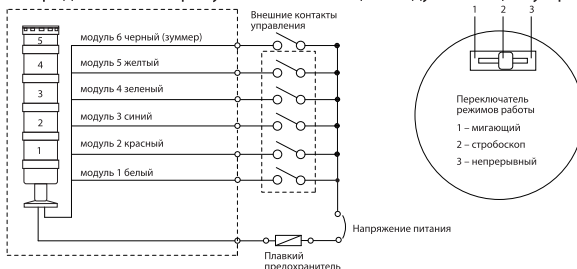 Внешние контакты
управления
модуль 6 черный (зуммер)
модуль 5 желтый
модуль 4 зеленый
модуль 3 синий
модуль 2 красный
модуль 1 белый
5
4
3
2
1
Напряжение питания
Плавкий
предохранитель
1 2 3
Переключатель
режимов работы
1 – мигающий
2 – стробоскоп
3 – непрерывный